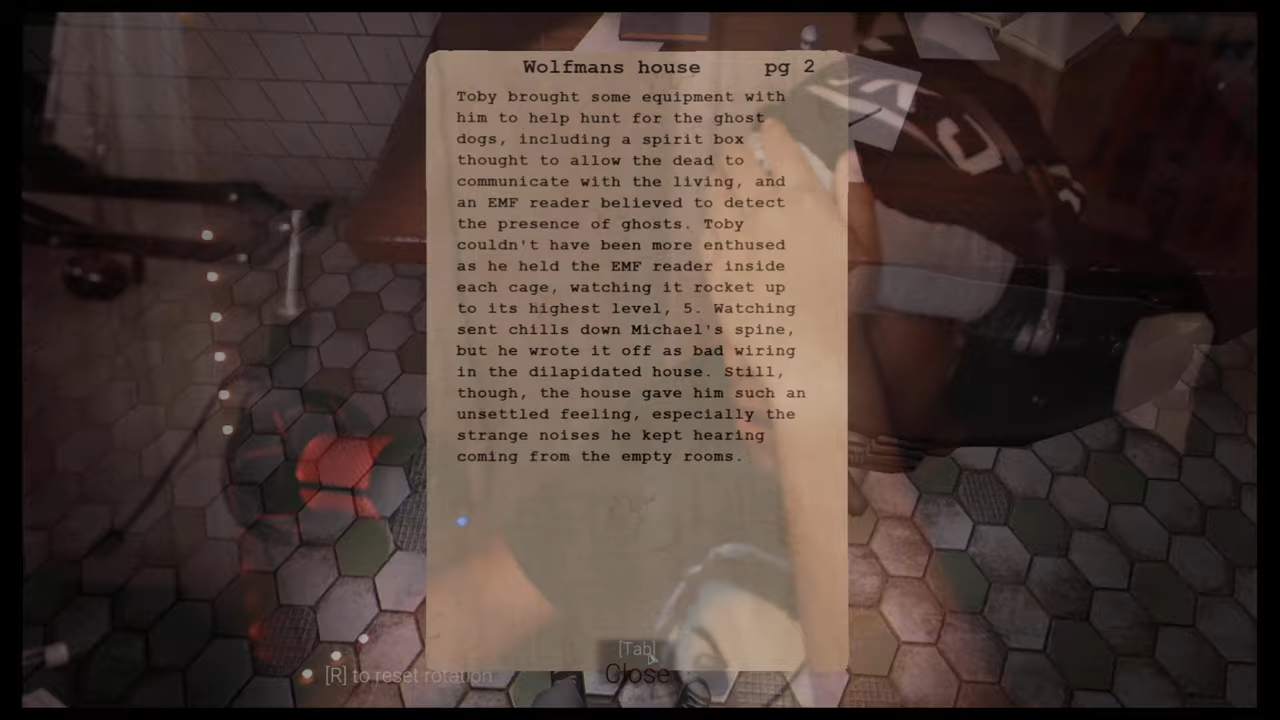 Wolfmans house pg 2
Toby brought some equipment with
him to help hunt for the ghost
dogs, including a spirit box
thought to allow the dead to
communicate with the living, and
an EMF reader believed to detect
the presence of ghosts. Toby
couldn't have been more enthused
as he held the EMF reader inside
each cage, watching it rocket up
to its highest level, 5. Watching
sent chills down Michael's spine,
but he wrote it off as bad wiring
in the dilapidated house. Still,
though, the house gave him such an
unsettled feeling, especially the
strange noises he kept hearing
coming from the empty rooms.
[Tab]
Close
[R] to reset rotation